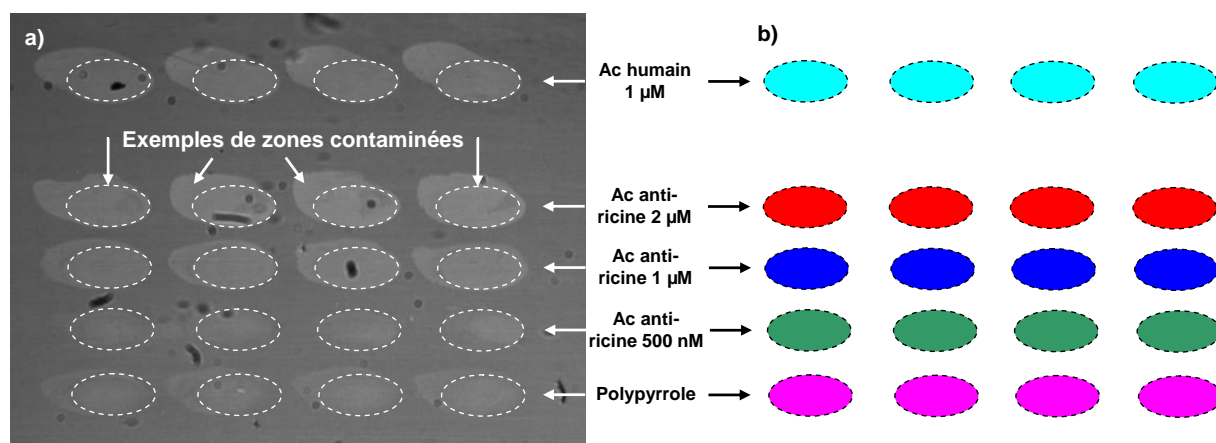 a)
b)
Ac humain
1 µM
Exemples de zones contaminées
Ac anti-
ricine 2 µM
Ac anti-
ricine 1 µM
Ac anti-
ricine 500 nM
Polypyrrole